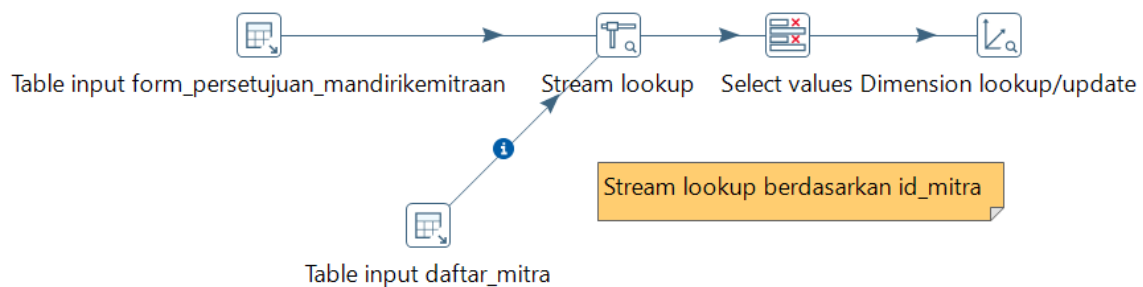 Table input form_persetujuan_mandirikemitraan
Stream lookup
Select values
Dimension lookup/update
Stream lookup berdasarkan id_mitra
Table input daftar_mitra